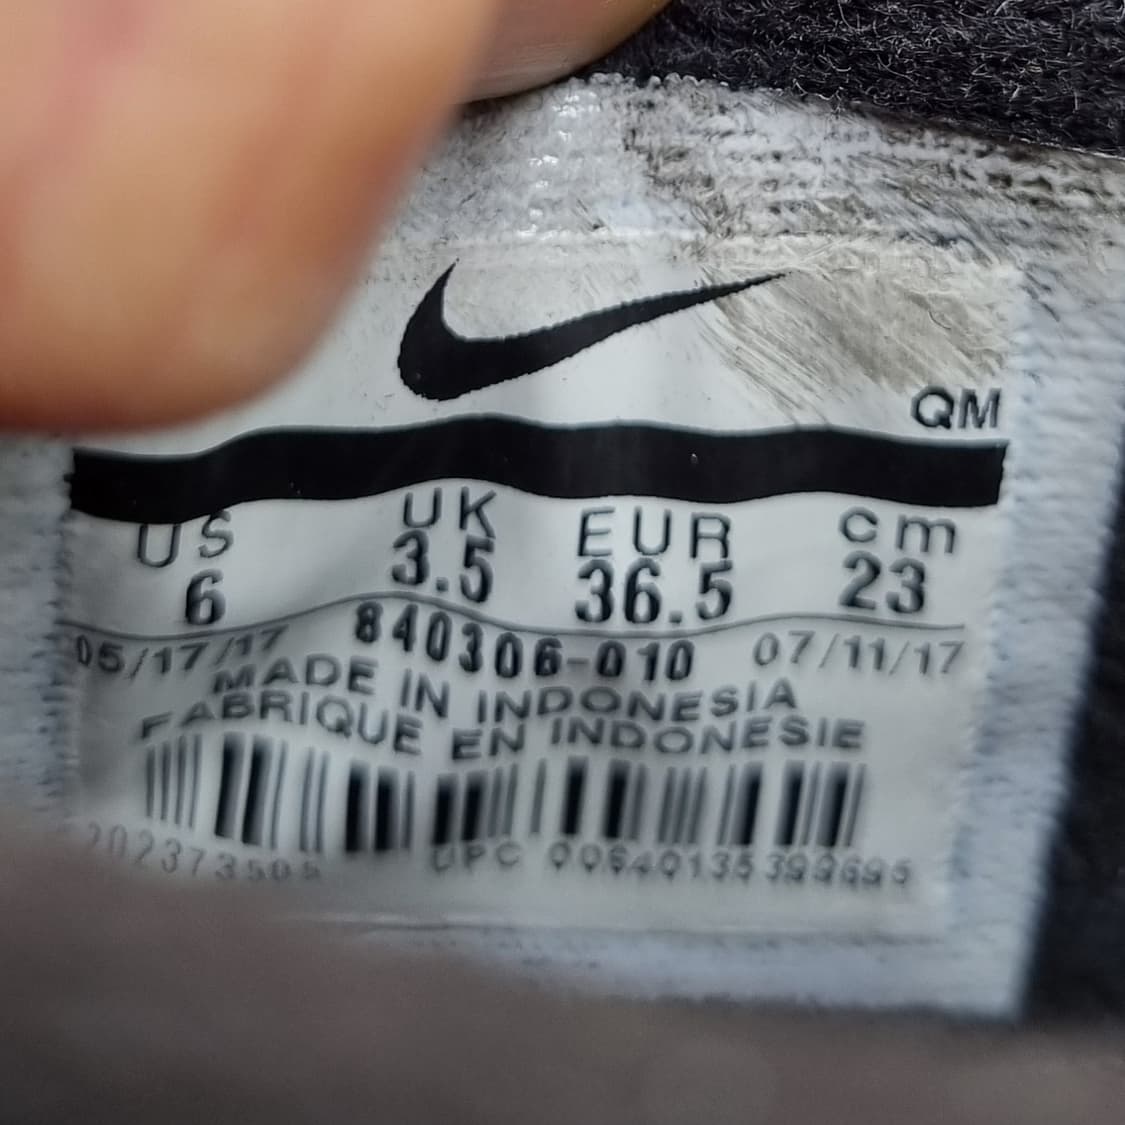 QM
US UK EUR cm
6 3.5 36.5 23
05/17/17 840306-010 07/11/17
MADE IN INDONESIA
FABRIQUE EN INDONESIE
UPC